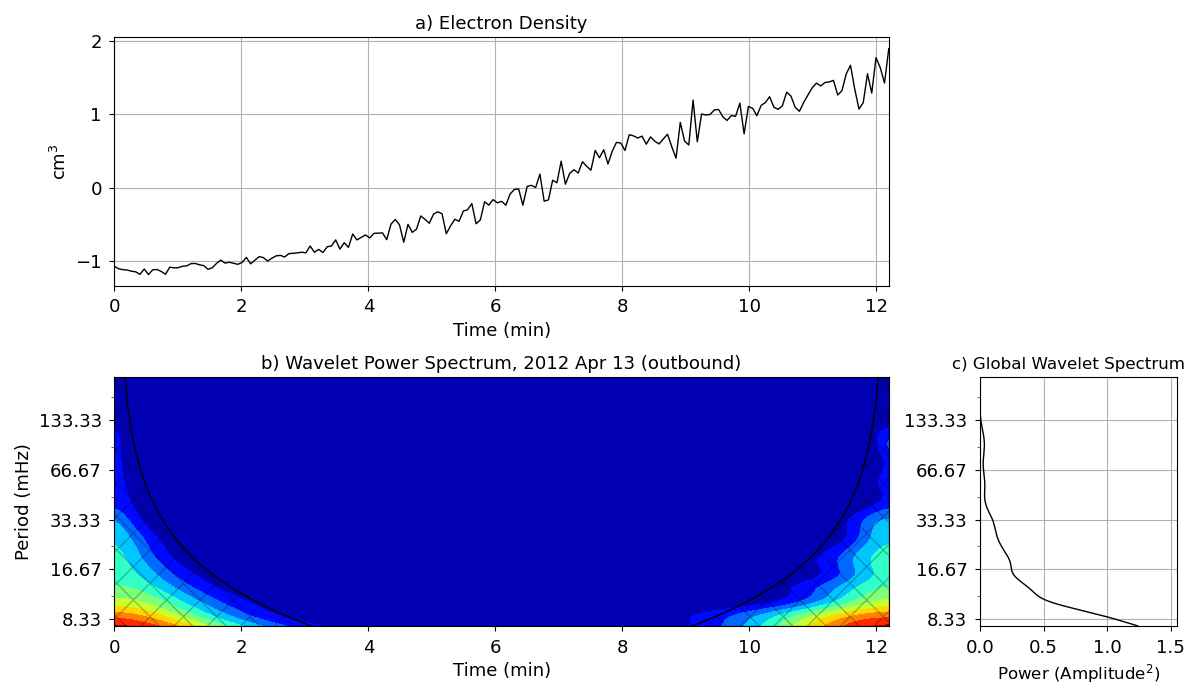 a) Electron Density
2
1
0
−1
cm³
0 2 4 6 8 10 12
Time (min)
b) Wavelet Power Spectrum, 2012 Apr 13 (outbound)
133.33
66.67
33.33
16.67
8.33
Period (mHz)
0 2 4 6 8 10 12
Time (min)
c) Global Wavelet Spectrum
133.33
66.67
33.33
16.67
8.33
0.0 0.5 1.0 1.5
Power (Amplitude²)